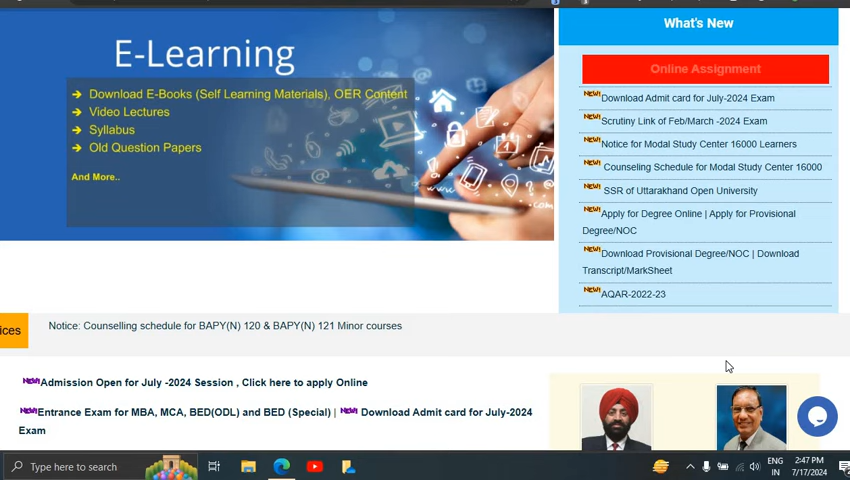 What's New
E-Learning
Online Assignment
→ Download E-Books (Self Learning Materials), OER Content
→ Video Lectures
→ Syllabus
→ Old Question Papers
And More..
NEW! Download Admit card for July-2024 Exam
NEW! Scrutiny Link of Feb/March -2024 Exam
NEW! Notice for Modal Study Center 16000 Learners
NEW! Counseling Schedule for Modal Study Center 16000
NEW! SSR of Uttarakhand Open University
NEW! Apply for Degree Online | Apply for Provisional
Degree/NOC
NEW! Download Provisional Degree/NOC | Download
Transcript/MarkSheet
NEW! AQAR-2022-23
ices
Notice: Counselling schedule for BAPY(N) 120 & BAPY(N) 121 Minor courses
NEW! Admission Open for July -2024 Session , Click here to apply Online
NEW! Entrance Exam for MBA, MCA, BED(ODL) and BED (Special) | NEW! Download Admit card for July-2024
Exam
Type here to search
ENG
IN
2:47 PM
7/17/2024
www.
.com